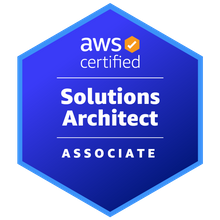 aws
certified
Solutions
Architect
ASSOCIATE